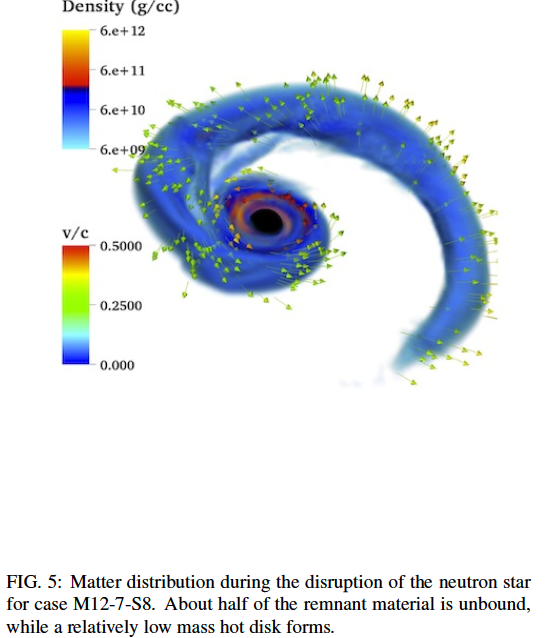 Density (g/cc)
6.e+12
6.e+11
6.e+10
6.e+09
v/c
0.5000
0.2500
0.000
FIG. 5: Matter distribution during the disruption of the neutron star
for case M12-7-S8. About half of the remnant material is unbound,
while a relatively low mass hot disk forms.